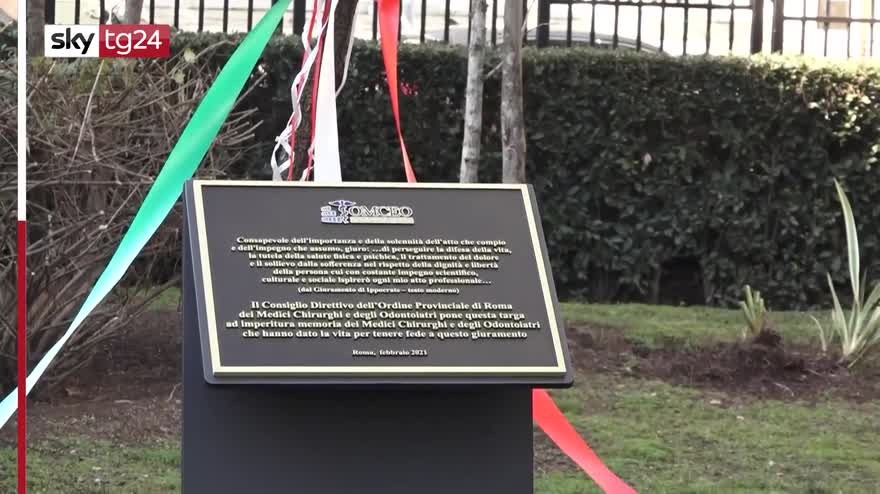 sky tg24
OMCEO
Consapevole dell'importanza e della solennità dell'atto che compio
e dell'impegno che assumo, giuro: ...di perseguire la difesa della vita,
la tutela della salute fisica e psichica, il trattamento del dolore
e il sollievo dalla sofferenza nel rispetto della dignità e libertà
della persona cui con costante impegno scientifico,
culturale e sociale ispirerò ogni mio atto professionale...
(dal Giuramento di Ippocrate – testo moderno)
Il Consiglio Direttivo dell'Ordine Provinciale di Roma
dei Medici Chirurghi e degli Odontoiatri pone questa targa
ad imperitura memoria dei Medici Chirurghi e degli Odontoiatri
che hanno dato la vita per tenere fede a questo giuramento
Roma, febbraio 2021